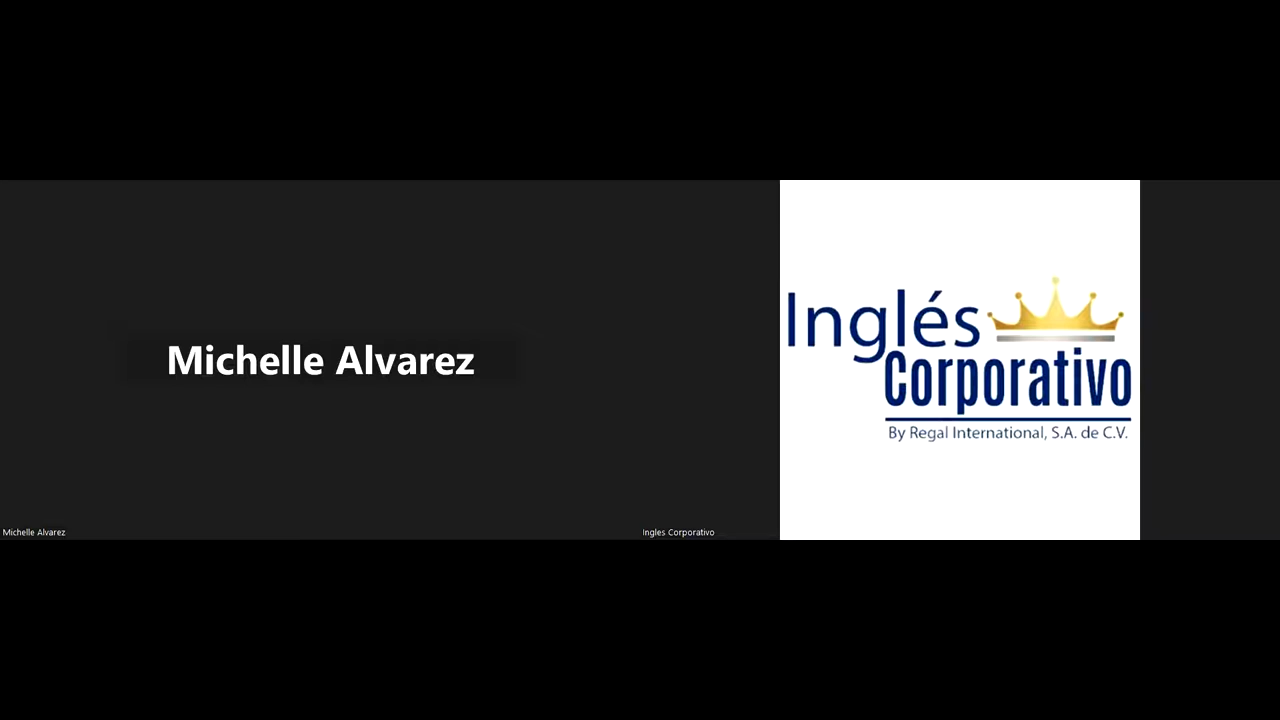 Michelle Alvarez
Inglés
Corporativo
By Regal International, S.A. de C.V.
Michelle Alvarez
Ingles Corporativo